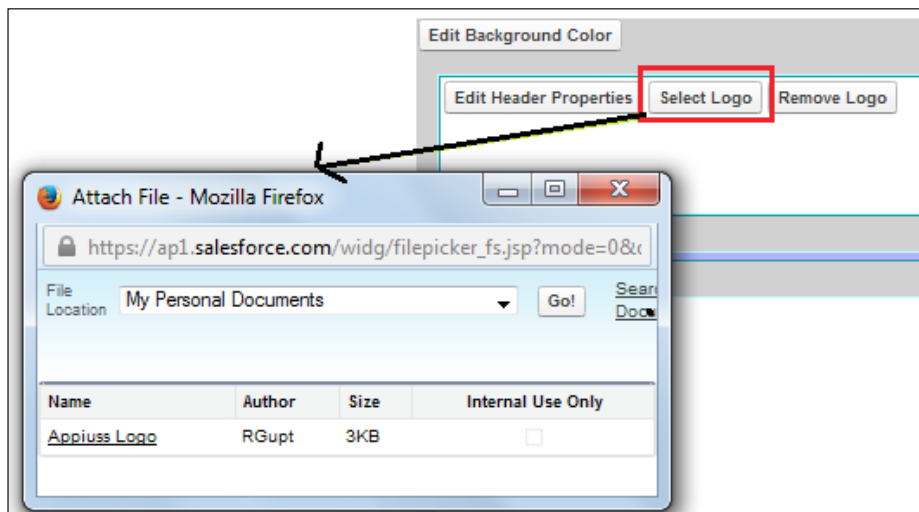 Edit Background Color
Edit Header Properties Select Logo Remove Logo
Attach File - Mozilla Firefox
https://ap1.salesforce.com/widg/filepicker_fs.jsp?mode=0&
File Location My Personal Documents Go!
Name Author Size Internal Use Only
Appiuss Logo RGupt 3KB